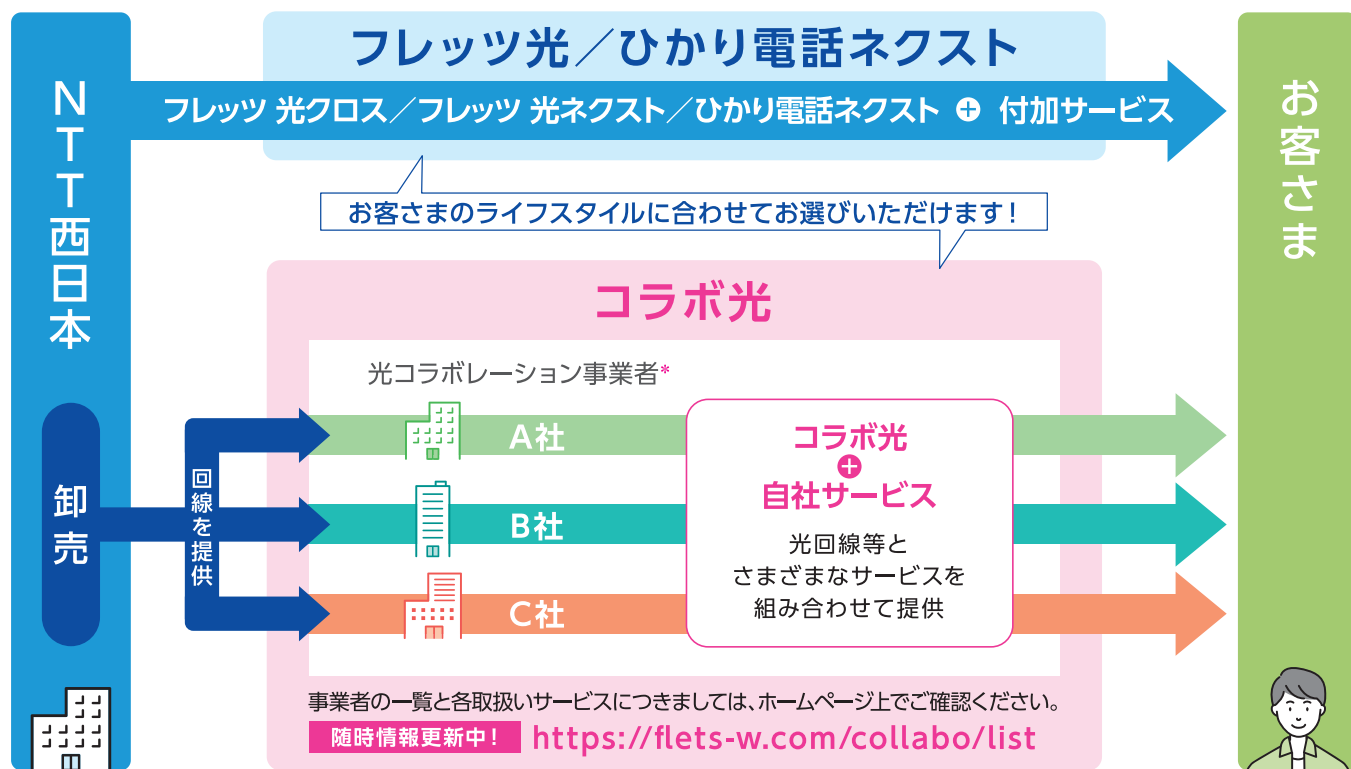 NTT西日本
フレッツ光／ひかり電話ネクスト
フレッツ 光クロス／フレッツ 光ネクスト／ひかり電話ネクスト ＋ 付加サービス
お客さま
お客さまのライフスタイルに合わせてお選びいただけます！
コラボ光
光コラボレーション事業者*
卸売
回線を提供
A社
B社
C社
コラボ光
＋
自社サービス
光回線等と
さまざまなサービスを
組み合わせて提供
事業者の一覧と各取扱いサービスにつきましては、ホームページ上でご確認ください。
随時情報更新中！ https://flets-w.com/collabo/list